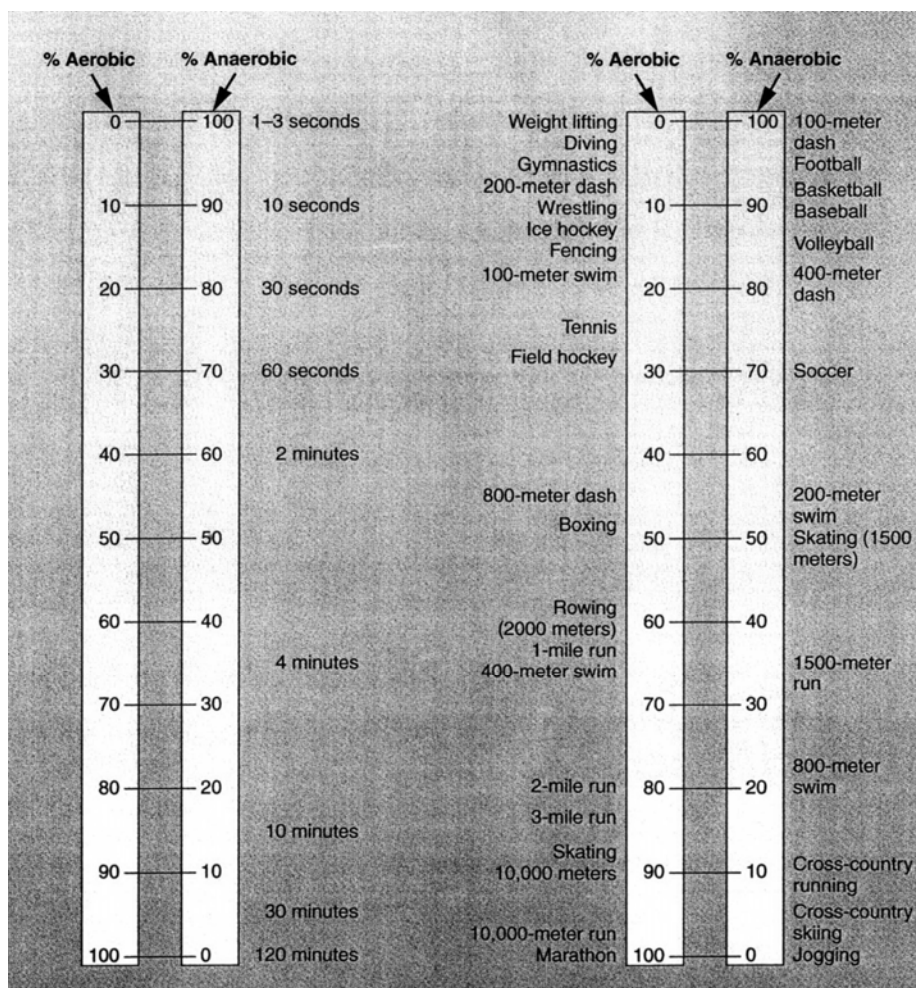 % Aerobic % Anaerobic
0 100 1–3 seconds
10 90 10 seconds
20 80 30 seconds
30 70 60 seconds
40 60 2 minutes
50 50
60 40
4 minutes
70 30
80 20
10 minutes
90 10
30 minutes
100 0 120 minutes
% Aerobic % Anaerobic
Weight lifting 0 100 100-meter
Diving dash
Gymnastics Football
200-meter dash Basketball
Wrestling 10 90 Baseball
Ice hockey
Fencing Volleyball
100-meter swim 400-meter
20 80 dash
Tennis
Field hockey
30 70 Soccer
40 60
800-meter dash 200-meter
swim
Boxing
50 50 Skating (1500
meters)
Rowing
60 40
(2000 meters)
1-mile run
400-meter swim 1500-meter
run
70 30
800-meter
2-mile run 80 20 swim
3-mile run
Skating
10,000 meters 90 10 Cross-country
running
Cross-country
10,000-meter run skiing
Marathon 100 0 Jogging